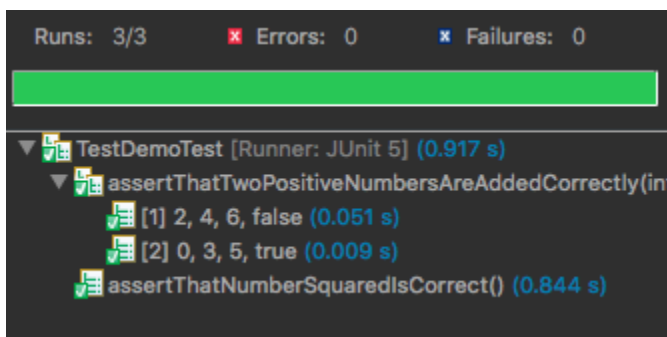 Runs: 3/3 Errors: 0 Failures: 0
TestDemoTest [Runner: JUnit 5] (0.917 s)
assertThatTwoPositiveNumbersAreAddedCorrectly(in
[1] 2, 4, 6, false (0.051 s)
[2] 0, 3, 5, true (0.009 s)
assertThatNumberSquaredIsCorrect() (0.844 s)